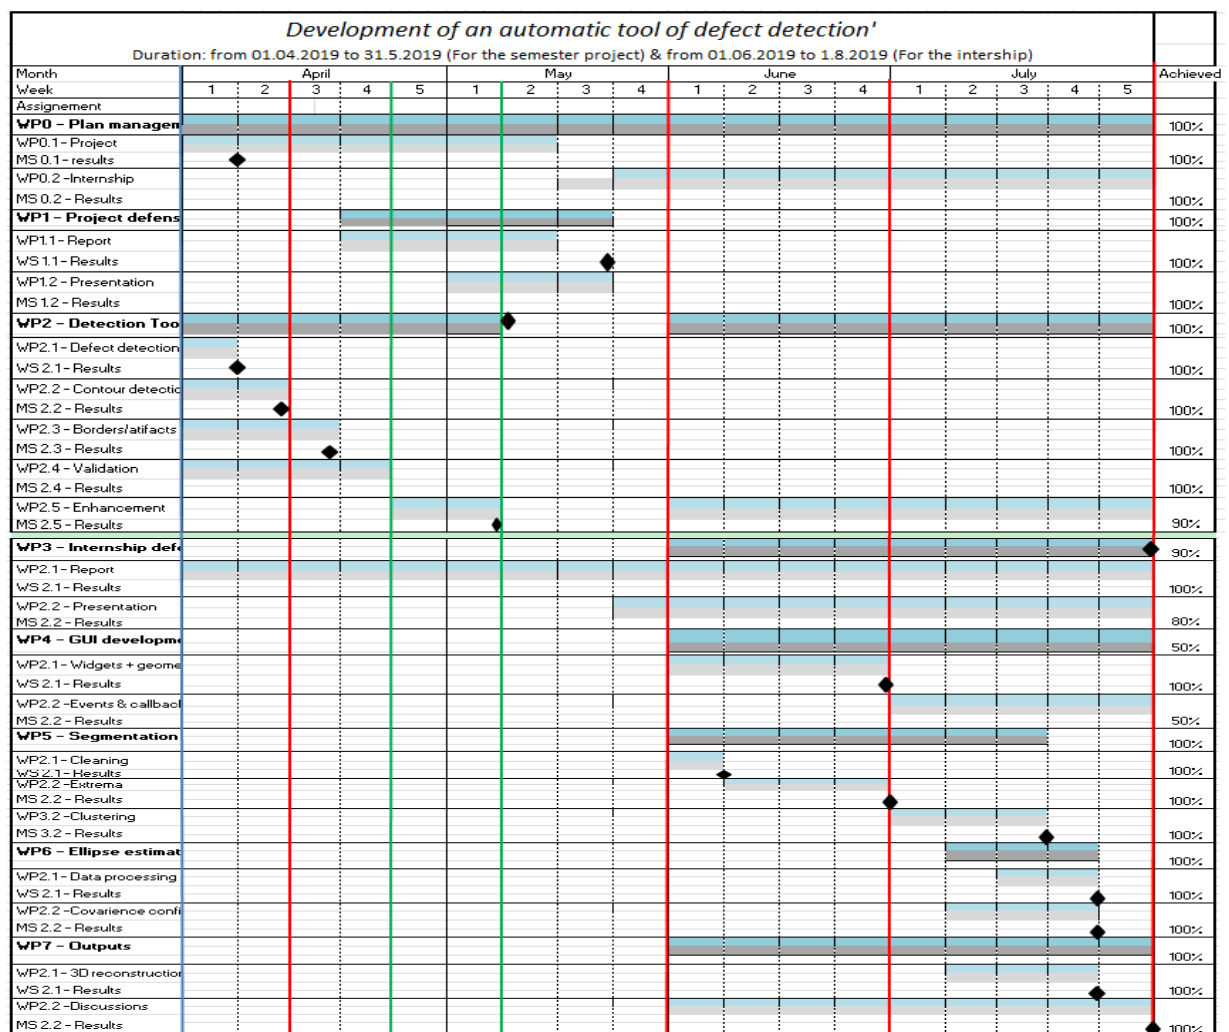 Development of an automatic tool of defect detection'
Duration: from 01.04.2019 to 31.5.2019 (For the semester project) & from 01.06.2019 to 1.8.2019 (For the intership)
Month April May June July Achieved
Week 1 2 3 4 5 1 2 3 4 1 2 3 4 1 2 3 4 5
Assignement
WP0 - Plan managem 100%
WP0.1- Project
MS 0.1- results 100%
WP0.2 -Internship
MS 0.2 - Results 100%
WP1 - Project defens 100%
WP1.1 - Report
WS 1.1 - Results 100%
WP1.2 - Presentation
MS 1.2 - Results 100%
WP2 - Detection Too 100%
WP2.1 - Defect detection
WS 2.1 - Results 100%
WP2.2 - Contour detectic
MS 2.2 - Results 100%
WP2.3 - Borders/atifacts
MS 2.3 - Results 100%
WP2.4 - Validation
MS 2.4 - Results 100%
WP2.5 - Enhancement
MS 2.5 - Results 90%
WP3 - Internship defe 90%
WP2.1 - Report
WS 2.1 - Results 100%
WP2.2 - Presentation
MS 2.2 - Results 80%
WP4 - GUI developme 50%
WP2.1 - Widgets + geome
WS 2.1 - Results 100%
WP2.2 -Events & callbacl
MS 2.2 - Results 50%
WP5 - Segmentation 100%
WP2.1 - Cleaning
WS 2.1 - Results 100%
WP2.2 -Extrema
MS 2.2 - Results 100%
WP3.2 -Clustering
MS 3.2 - Results 100%
WP6 - Ellipse estimat 100%
WP2.1 - Data processing
WS 2.1 - Results 100%
WP2.2 -Covarience confi
MS 2.2 - Results 100%
WP7 - Outputs 100%
WP2.1 - 3D reconstruction
WS 2.1 - Results 100%
WP2.2 -Discussions
MS 2.2 - Results 100%